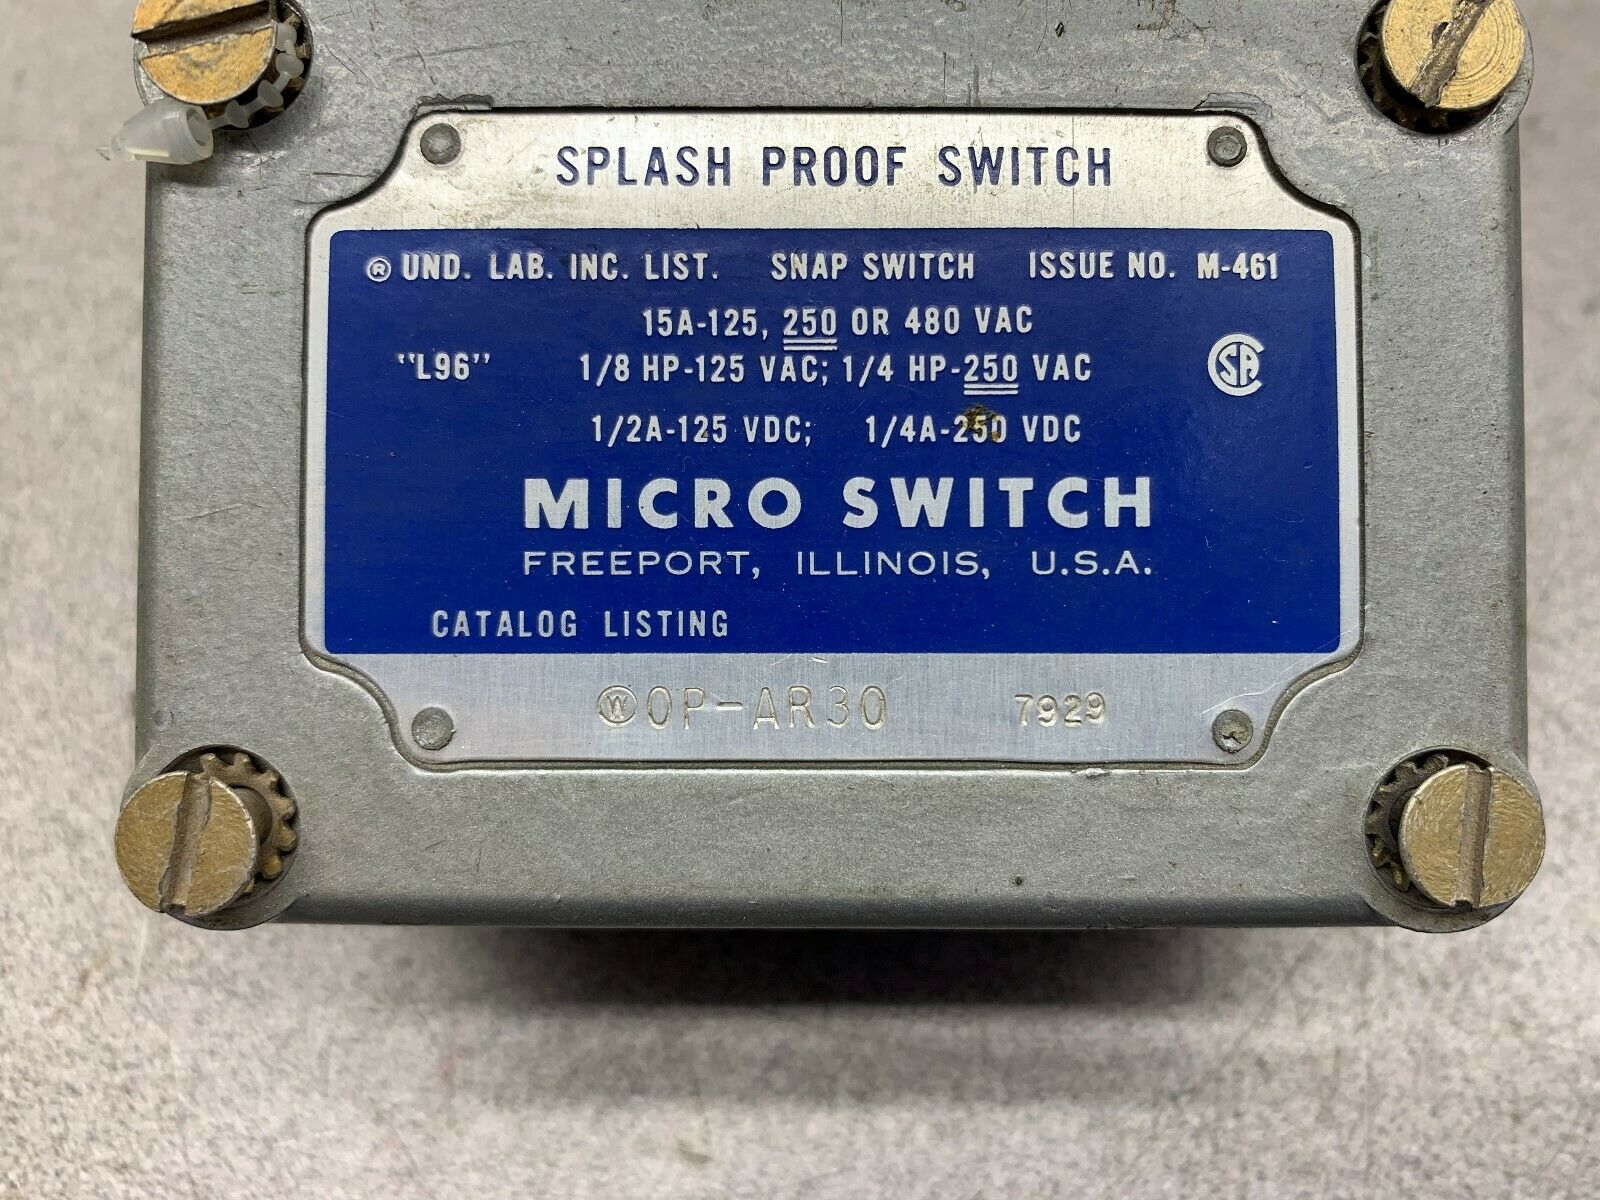 SPLASH PROOF SWITCH
® UND. LAB. INC. LIST. SNAP SWITCH ISSUE NO. M-461
15A-125, 250 OR 480 VAC
"L96" 1/8 HP-125 VAC; 1/4 HP-250 VAC CSA
1/2A-125 VDC; 1/4A-250 VDC
MICRO SWITCH
FREEPORT, ILLINOIS, U.S.A.
CATALOG LISTING
Ⓦ OP-AR30 7929